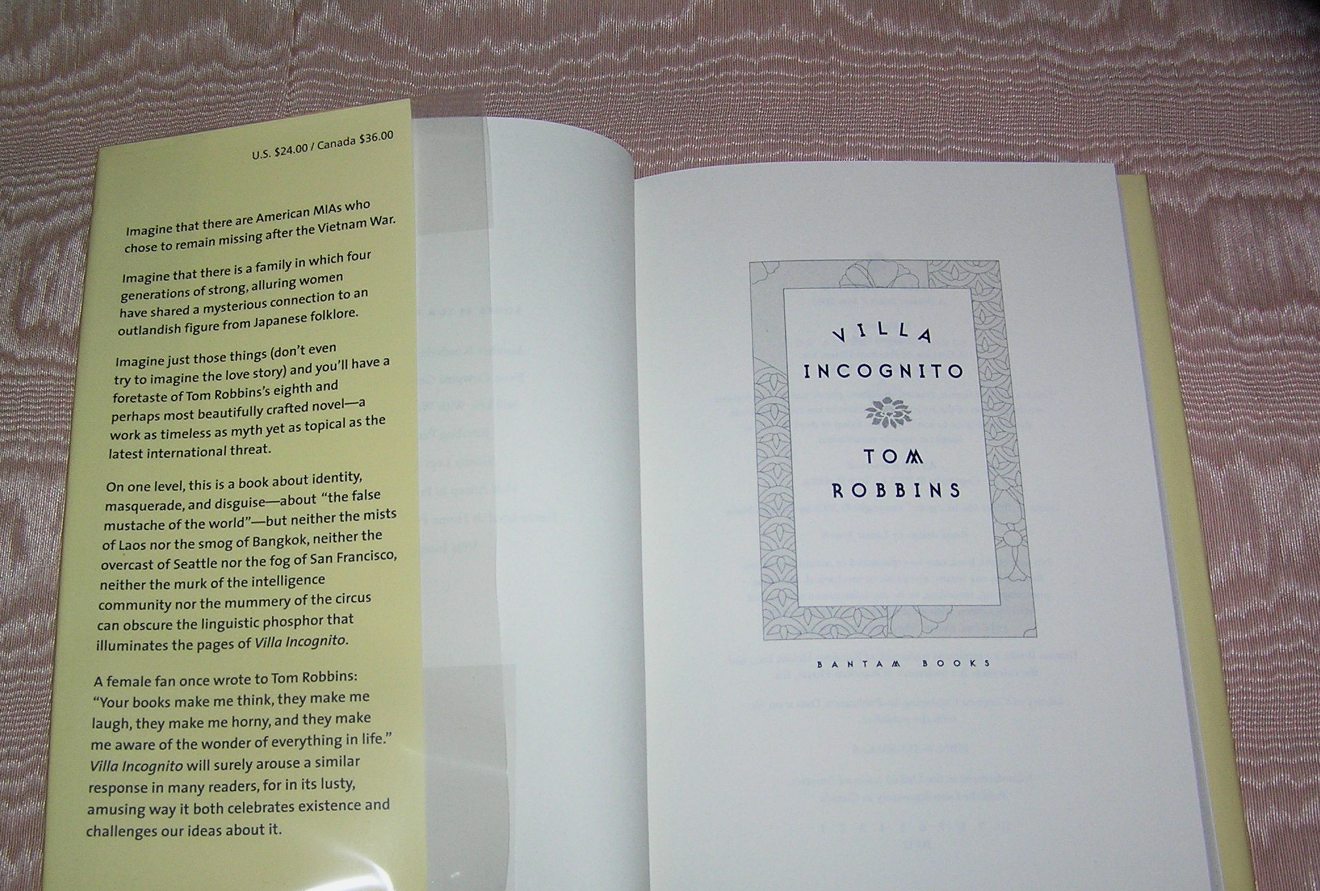 U.S. $24.00 / Canada $36.00
Imagine that there are American MIAs who
chose to remain missing after the Vietnam War.
Imagine that there is a family in which four
generations of strong, alluring women
have shared a mysterious connection to an
outlandish figure from Japanese folklore.
Imagine just those things (don't even
try to imagine the love story) and you'll have a
foretaste of Tom Robbins's eighth and
perhaps most beautifully crafted novel—a
work as timeless as myth yet as topical as the
latest international threat.
On one level, this is a book about identity,
masquerade, and disguise—about "the false
mustache of the world"—but neither the mists
of Laos nor the smog of Bangkok, neither the
overcast of Seattle nor the fog of San Francisco,
neither the murk of the intelligence
community nor the mummery of the circus
can obscure the linguistic phosphor that
illuminates the pages of Villa Incognito.
A female fan once wrote to Tom Robbins:
"Your books make me think, they make me
laugh, they make me horny, and they make
me aware of the wonder of everything in life."
Villa Incognito will surely arouse a similar
response in many readers, for in its lusty,
amusing way it both celebrates existence and
challenges our ideas about it.
VILLA
INCOGNITO
TOM
ROBBINS
BANTAM BOOKS